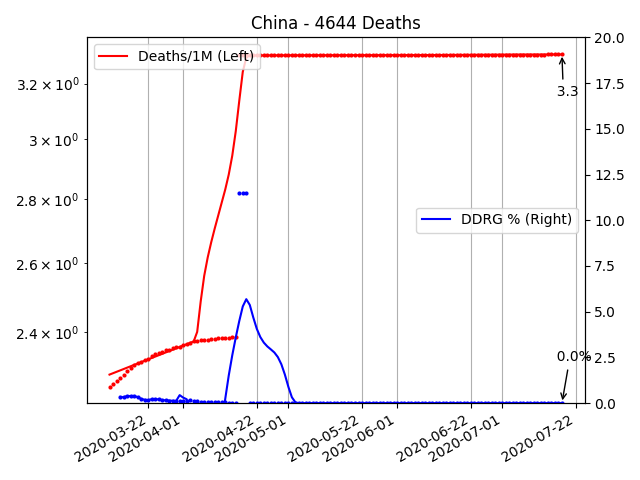 China - 4644 Deaths
Deaths/1M (Left)
DDRG % (Right)
3.2 × 10⁰
3 × 10⁰
2.8 × 10⁰
2.6 × 10⁰
2.4 × 10⁰
20.0
17.5
15.0
12.5
10.0
7.5
5.0
2.5
0.0
3.3
0.0%
2020-03-22
2020-04-01
2020-04-22
2020-05-01
2020-05-22
2020-06-01
2020-06-22
2020-07-01
2020-07-22